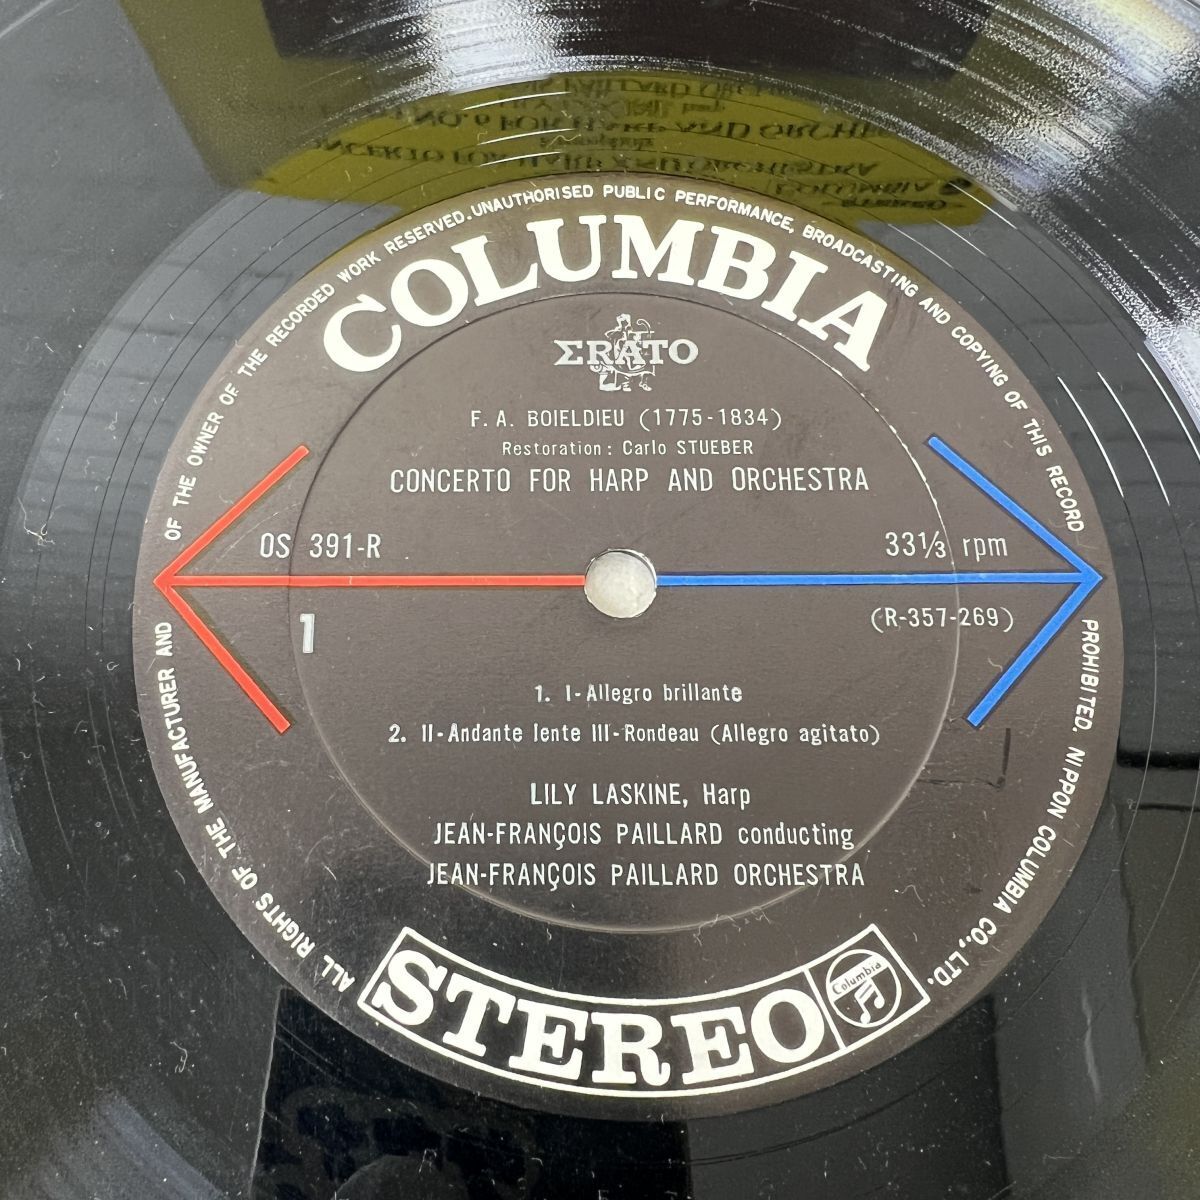 ALL RIGHTS OF THE MANUFACTURER AND OF THE OWNER OF THE RECORDED WORK RESERVED. UNAUTHORISED PUBLIC PERFORMANCE, BROADCASTING AND COPYING OF THIS RECORD PROHIBITED. NIPPON COLUMBIA CO., LTD.
COLUMBIA
ΣRATO
F. A. BOIELDIEU (1775-1834)
Restoration: Carlo STUEBER
CONCERTO FOR HARP AND ORCHESTRA
OS 391-R
33⅓ rpm
1
(R-357-269)
1. I-Allegro brillante
2. II-Andante lente III-Rondeau (Allegro agitato)
LILY LASKINE, Harp
JEAN-FRANÇOIS PAILLARD conducting
JEAN-FRANÇOIS PAILLARD ORCHESTRA
STEREO
Columbia